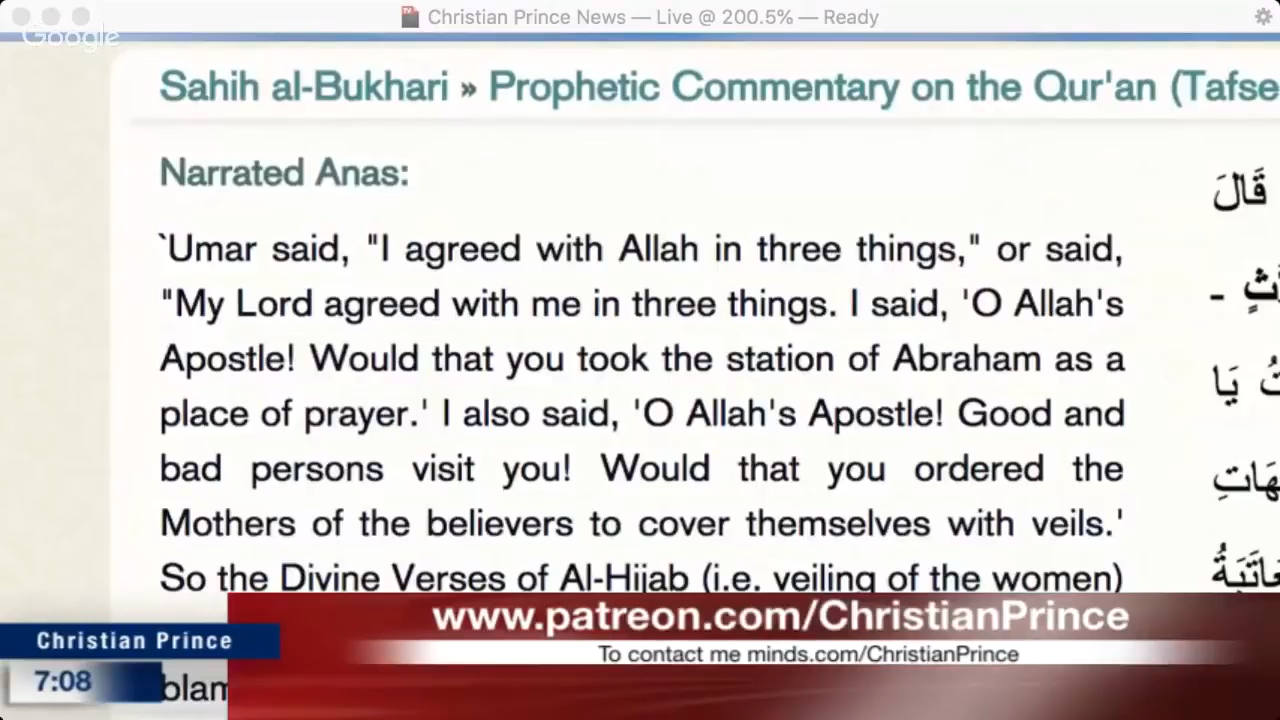 Christian Prince News — Live @ 200.5% — Ready
Google
Sahih al-Bukhari » Prophetic Commentary on the Qur'an (Tafse
Narrated Anas:
`Umar said, "I agreed with Allah in three things," or said,
"My Lord agreed with me in three things. I said, 'O Allah's
Apostle! Would that you took the station of Abraham as a
place of prayer.' I also said, 'O Allah's Apostle! Good and
bad persons visit you! Would that you ordered the
Mothers of the believers to cover themselves with veils.'
So the Divine Verses of Al-Hijab (i.e. veiling of the women)
blam
قَالَ
يَا
www.patreon.com/ChristianPrince
To contact me minds.com/ChristianPrince
Christian Prince
7:08